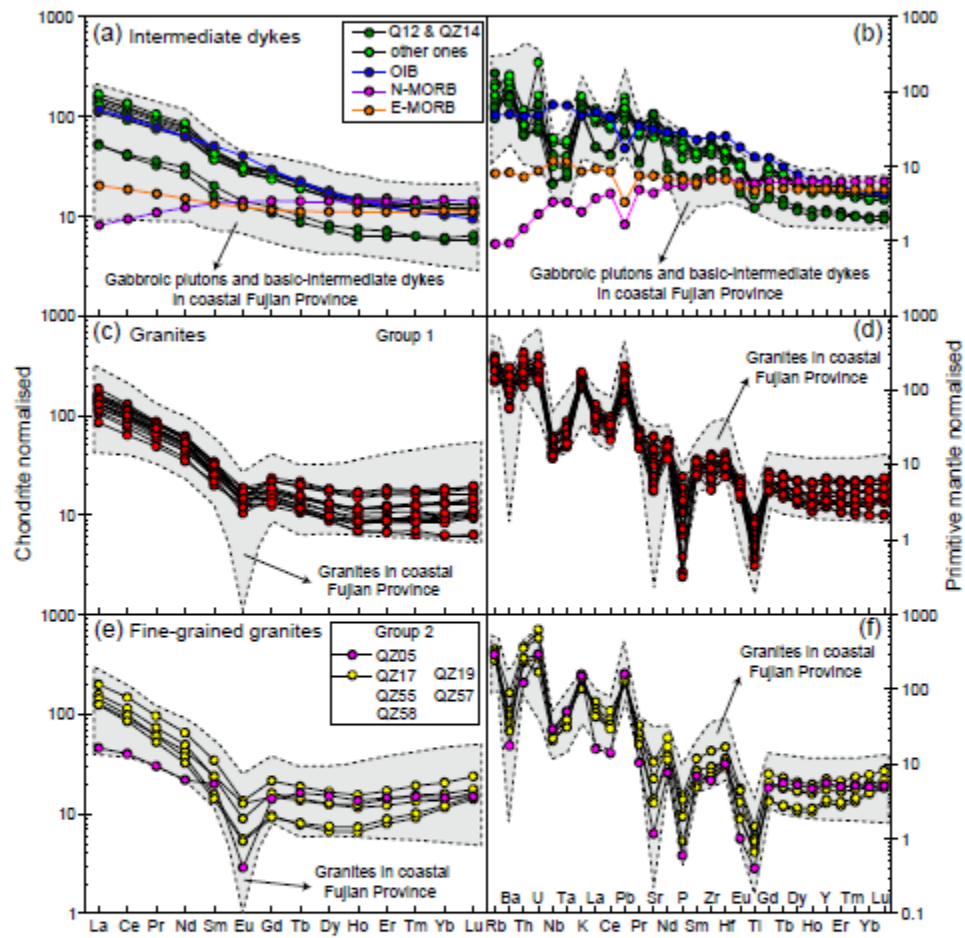 1000
(a) Intermediate dykes
Q12 & QZ14
other ones
OIB
N-MORB
E-MORB
100
10
Gabbroic plutons and basic-intermediate dykes
in coastal Fujian Province
(b)
1000
100
10
1
Gabbroic plutons and basic-intermediate dykes
in coastal Fujian Province
1000
(c) Granites
Group 1
100
10
Granites in coastal
Fujian Province
(d)
1000
Granites in coastal
Fujian Province
100
10
1
Chondrite normalised
Primitive mantle normalised
1000
(e) Fine-grained granites
Group 2
QZ05
QZ17 QZ19
QZ55 QZ57
QZ58
100
10
1
Granites in coastal
Fujian Province
(f)
1000
Granites in coastal
Fujian Province
100
10
1
0.1
La Ce Pr Nd Sm Eu Gd Tb Dy Ho Er Tm Yb Lu
Ba U Ta La Pb Sr P Zr Eu Gd Dy Y Tm Lu
Rb Th Nb K Ce Pr Nd Sm Hf Ti Tb Ho Er Yb